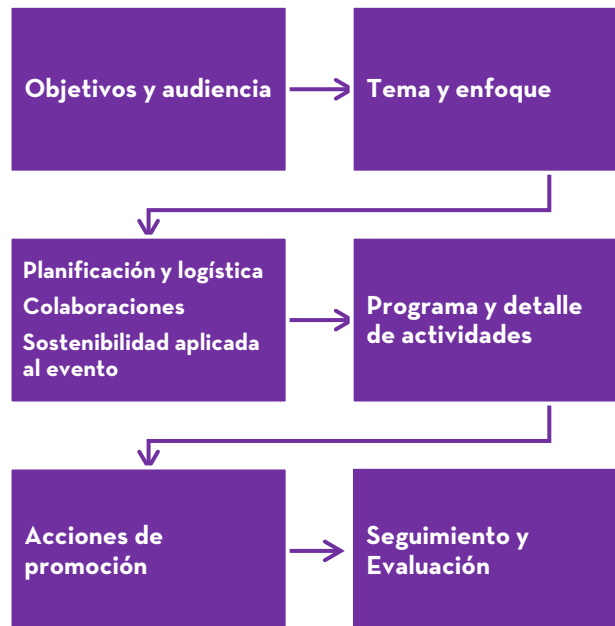 Objetivos y audiencia
Tema y enfoque
Planificación y logística
Colaboraciones
Sostenibilidad aplicada
al evento
Programa y detalle
de actividades
Acciones de
promoción
Seguimiento y
Evaluación